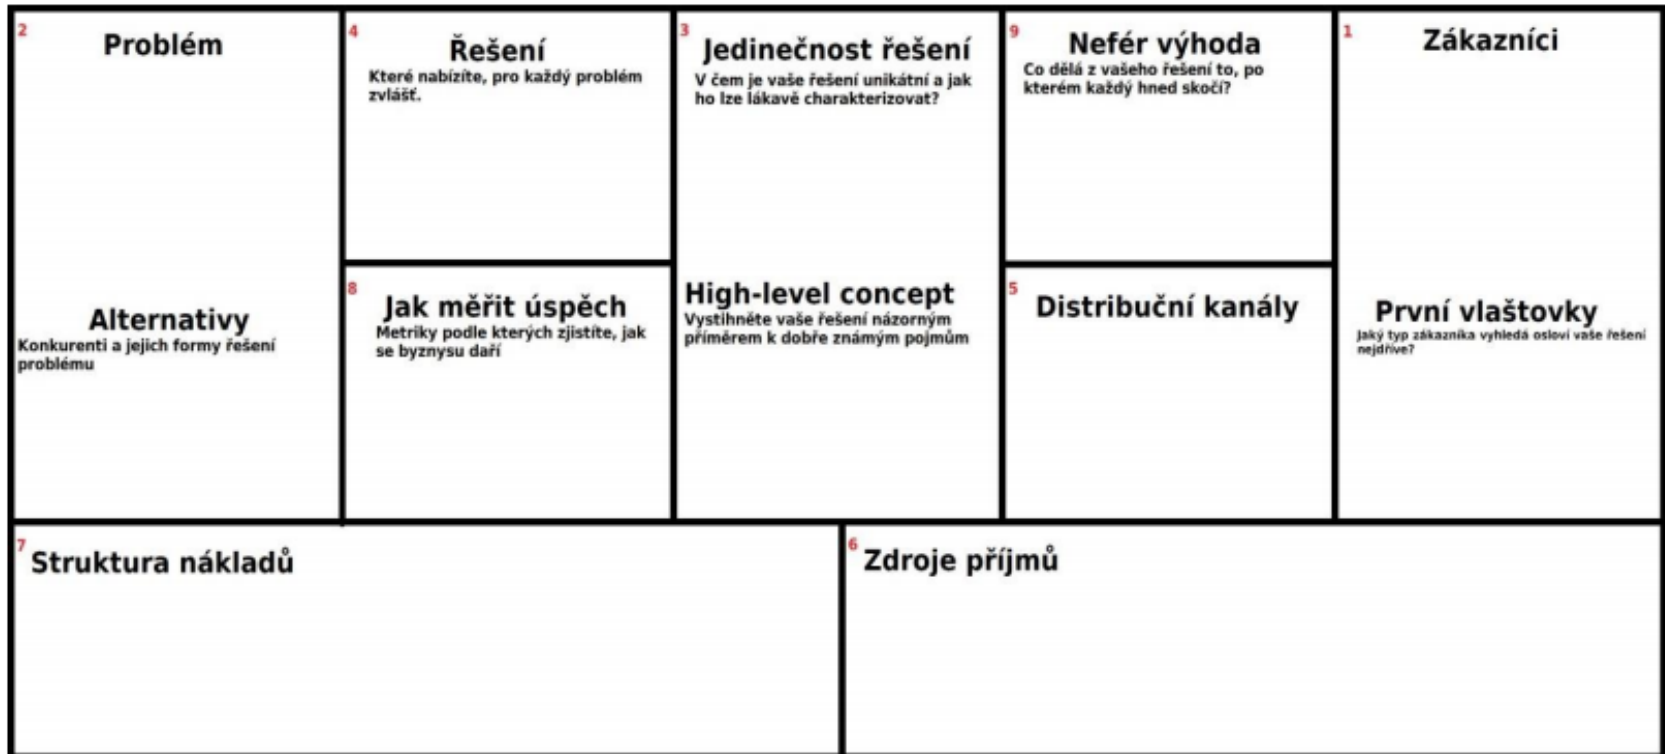 2
Problém
Alternativy
Konkurenti a jejich formy řešení
problému
4
Řešení
Které nabízíte, pro každý problém
zvlášť.
8
Jak měřit úspěch
Metriky podle kterých zjistíte, jak
se byznysu daří
3
Jedinečnost řešení
V čem je vaše řešení unikátní a jak
ho lze lákavě charakterizovat?
High-level concept
Vystihněte vaše řešení názorným
příměrem k dobře známým pojmům
9
Nefér výhoda
Co dělá z vašeho řešení to, po
kterém každý hned skočí?
5
Distribuční kanály
1
Zákazníci
První vlaštovky
Jaký typ zákazníka vyhledá osloví vaše řešení
nejdříve?
7
Struktura nákladů
6
Zdroje příjmů